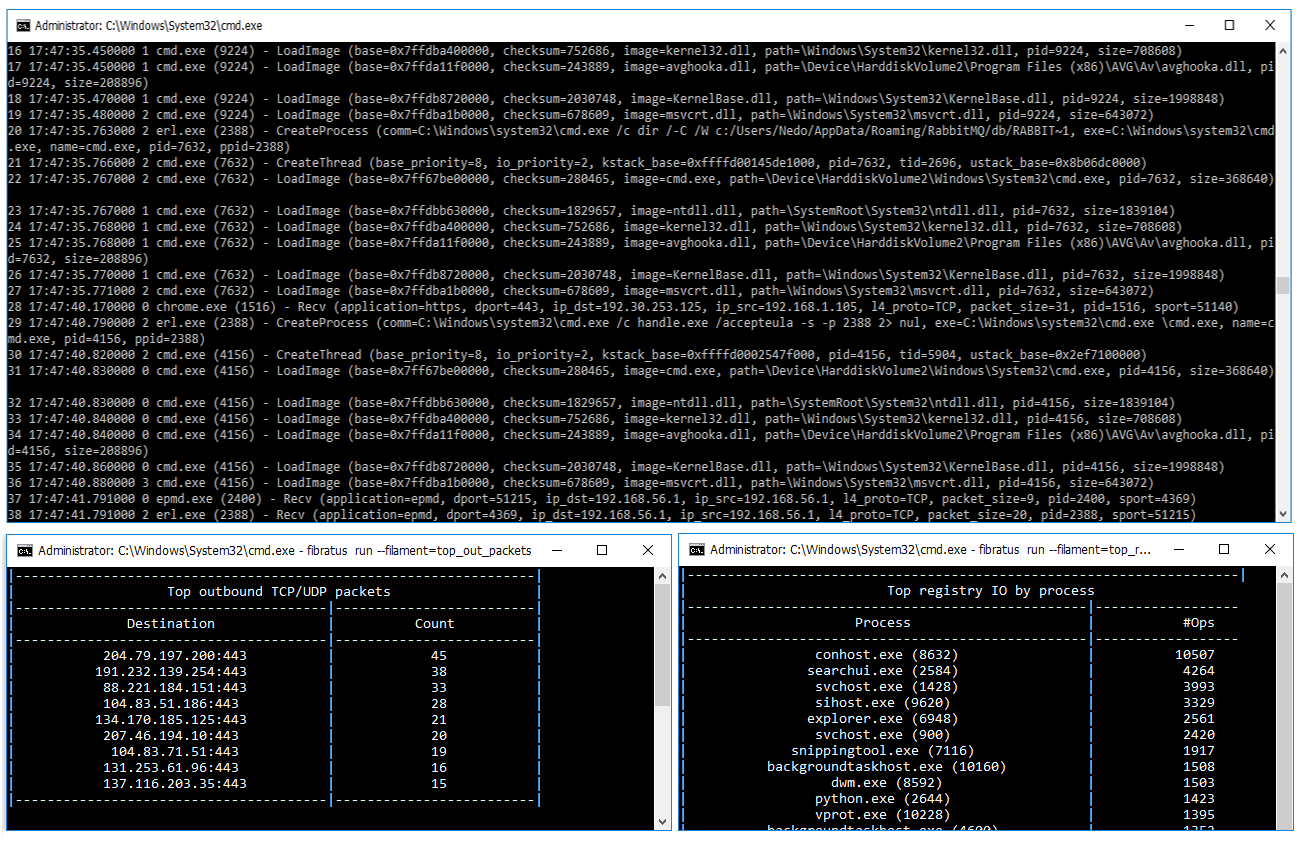 Administrator: C:\Windows\System32\cmd.exe
16 17:47:35.450000 1 cmd.exe (9224) - LoadImage (base=0x7ffdba400000, checksum=752686, image=kernel32.dll, path=\Windows\System32\kernel32.dll, pid=9224, size=708608)
17 17:47:35.450000 1 cmd.exe (9224) - LoadImage (base=0x7ffda11f0000, checksum=243889, image=avghooka.dll, path=\Device\HarddiskVolume2\Program Files (x86)\AVG\Av\avghooka.dll, pi
d=9224, size=208896)
18 17:47:35.470000 1 cmd.exe (9224) - LoadImage (base=0x7ffdb8720000, checksum=2030748, image=KernelBase.dll, path=\Windows\System32\KernelBase.dll, pid=9224, size=1998848)
19 17:47:35.480000 2 cmd.exe (9224) - LoadImage (base=0x7ffdba1b0000, checksum=678609, image=msvcrt.dll, path=\Windows\System32\msvcrt.dll, pid=9224, size=643072)
20 17:47:35.763000 2 erl.exe (2388) - CreateProcess (comm=C:\Windows\system32\cmd.exe /c dir /-C /W c:/Users/Nedo/AppData/Roaming/RabbitMQ/db/RABBIT~1, exe=C:\Windows\system32\cmd
.exe, name=cmd.exe, pid=7632, ppid=2388)
21 17:47:35.766000 2 cmd.exe (7632) - CreateThread (base_priority=8, io_priority=2, kstack_base=0xffffd00145de1000, pid=7632, tid=2696, ustack_base=0x8b06dc0000)
22 17:47:35.767000 2 cmd.exe (7632) - LoadImage (base=0x7ff67be00000, checksum=280465, image=cmd.exe, path=\Device\HarddiskVolume2\Windows\System32\cmd.exe, pid=7632, size=368640)
23 17:47:35.767000 1 cmd.exe (7632) - LoadImage (base=0x7ffdbb630000, checksum=1829657, image=ntdll.dll, path=\SystemRoot\System32\ntdll.dll, pid=7632, size=1839104)
24 17:47:35.768000 1 cmd.exe (7632) - LoadImage (base=0x7ffdba400000, checksum=752686, image=kernel32.dll, path=\Windows\System32\kernel32.dll, pid=7632, size=708608)
25 17:47:35.768000 1 cmd.exe (7632) - LoadImage (base=0x7ffda11f0000, checksum=243889, image=avghooka.dll, path=\Device\HarddiskVolume2\Program Files (x86)\AVG\Av\avghooka.dll, pi
d=7632, size=208896)
26 17:47:35.770000 1 cmd.exe (7632) - LoadImage (base=0x7ffdb8720000, checksum=2030748, image=KernelBase.dll, path=\Windows\System32\KernelBase.dll, pid=7632, size=1998848)
27 17:47:35.771000 2 cmd.exe (7632) - LoadImage (base=0x7ffdba1b0000, checksum=678609, image=msvcrt.dll, path=\Windows\System32\msvcrt.dll, pid=7632, size=643072)
28 17:47:40.170000 0 chrome.exe (1516) - Recv (application=https, dport=443, ip_dst=192.30.253.125, ip_src=192.168.1.105, l4_proto=TCP, packet_size=31, pid=1516, sport=51140)
29 17:47:40.790000 2 erl.exe (2388) - CreateProcess (comm=C:\Windows\system32\cmd.exe /c handle.exe /accepteula -s -p 2388 2> nul, exe=C:\Windows\system32\cmd.exe \cmd.exe, name=c
md.exe, pid=4156, ppid=2388)
30 17:47:40.820000 2 cmd.exe (4156) - CreateThread (base_priority=8, io_priority=2, kstack_base=0xffffd0002547f000, pid=4156, tid=5904, ustack_base=0x2ef7100000)
31 17:47:40.830000 0 cmd.exe (4156) - LoadImage (base=0x7ff67be00000, checksum=280465, image=cmd.exe, path=\Device\HarddiskVolume2\Windows\System32\cmd.exe, pid=4156, size=368640)
32 17:47:40.830000 0 cmd.exe (4156) - LoadImage (base=0x7ffdbb630000, checksum=1829657, image=ntdll.dll, path=\SystemRoot\System32\ntdll.dll, pid=4156, size=1839104)
33 17:47:40.840000 0 cmd.exe (4156) - LoadImage (base=0x7ffdba400000, checksum=752686, image=kernel32.dll, path=\Windows\System32\kernel32.dll, pid=4156, size=708608)
34 17:47:40.840000 0 cmd.exe (4156) - LoadImage (base=0x7ffda11f0000, checksum=243889, image=avghooka.dll, path=\Device\HarddiskVolume2\Program Files (x86)\AVG\Av\avghooka.dll, pi
d=4156, size=208896)
35 17:47:40.860000 0 cmd.exe (4156) - LoadImage (base=0x7ffdb8720000, checksum=2030748, image=KernelBase.dll, path=\Windows\System32\KernelBase.dll, pid=4156, size=1998848)
36 17:47:40.880000 3 cmd.exe (4156) - LoadImage (base=0x7ffdba1b0000, checksum=678609, image=msvcrt.dll, path=\Windows\System32\msvcrt.dll, pid=4156, size=643072)
37 17:47:41.791000 0 epmd.exe (2400) - Recv (application=epmd, dport=51215, ip_dst=192.168.56.1, ip_src=192.168.56.1, l4_proto=TCP, packet_size=9, pid=2400, sport=4369)
38 17:47:41.791000 2 erl.exe (2388) - Recv (application=epmd, dport=4369, ip_dst=192.168.56.1, ip_src=192.168.56.1, l4_proto=TCP, packet_size=20, pid=2388, sport=51215)
Administrator: C:\Windows\System32\cmd.exe - fibratus run --filament=top_out_packets
Top outbound TCP/UDP packets
Destination Count
204.79.197.200:443 45
191.232.139.254:443 38
88.221.184.151:443 33
104.83.51.186:443 28
134.170.185.125:443 21
207.46.194.10:443 20
104.83.71.51:443 19
131.253.61.96:443 16
137.116.203.35:443 15
Administrator: C:\Windows\System32\cmd.exe - fibratus run --filament=top_r...
Top registry IO by process
Process #Ops
conhost.exe (8632) 10507
searchui.exe (2584) 4264
svchost.exe (1428) 3993
sihost.exe (9620) 3329
explorer.exe (6948) 2561
svchost.exe (900) 2420
snippingtool.exe (7116) 1917
backgroundtaskhost.exe (10160) 1508
dwm.exe (8592) 1503
python.exe (2644) 1423
vprot.exe (10228) 1395
backgroundtaskhost.exe